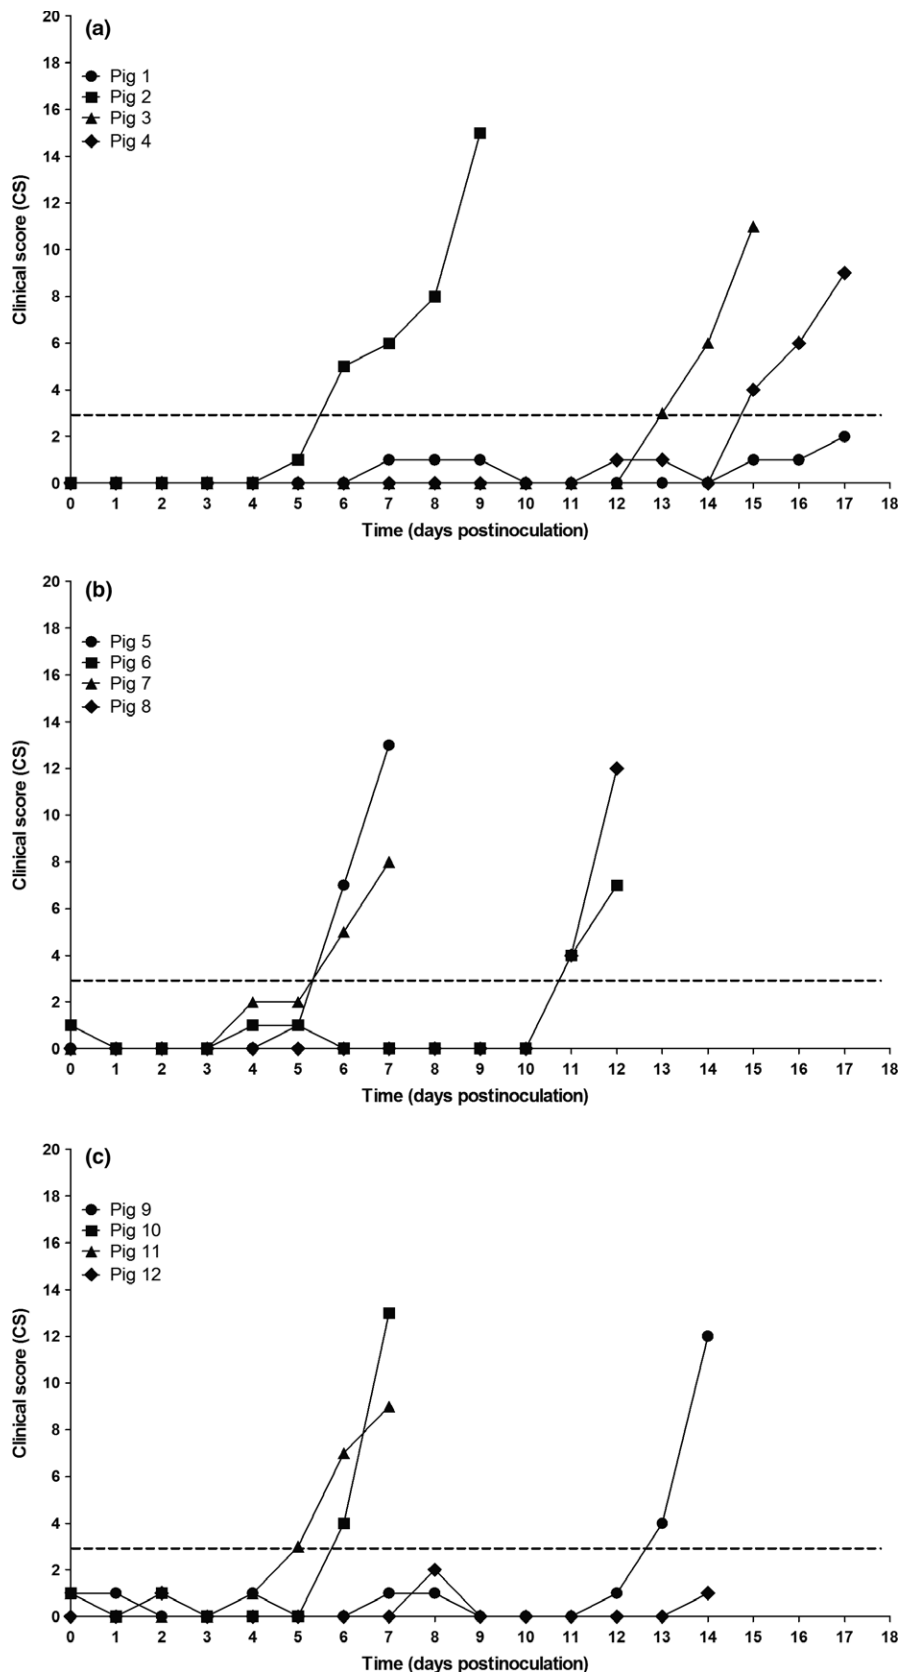 (a)
Pig 1
Pig 2
Pig 3
Pig 4
Clinical score (CS)
20
18
16
14
12
10
8
6
4
2
0
0 1 2 3 4 5 6 7 8 9 10 11 12 13 14 15 16 17 18
Time (days postinoculation)
(b)
Pig 5
Pig 6
Pig 7
Pig 8
Clinical score (CS)
20
18
16
14
12
10
8
6
4
2
0
0 1 2 3 4 5 6 7 8 9 10 11 12 13 14 15 16 17 18
Time (days postinoculation)
(c)
Pig 9
Pig 10
Pig 11
Pig 12
Clinical score (CS)
20
18
16
14
12
10
8
6
4
2
0
0 1 2 3 4 5 6 7 8 9 10 11 12 13 14 15 16 17 18
Time (days postinoculation)